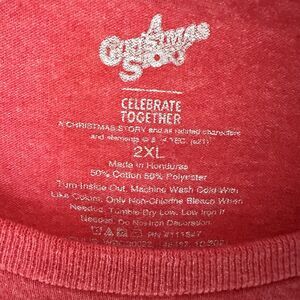 A
CHRISTMAS
STORY
CELEBRATE
TOGETHER
A CHRISTMAS STORY and all related characters
and elements © & ™ TEC. (s21)
2XL
Made in Honduras
50% Cotton 50% Polyester
Turn Inside Out, Machine Wash Cold With
Like Colors, Only Non-Chlorine Bleach When
Needed, Tumble Dry Low, Low Iron If
Needed, Do Not Iron Decoration.